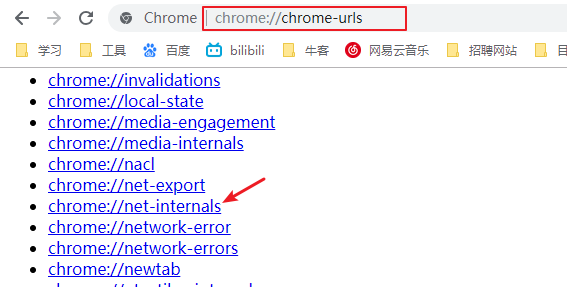 Chrome | chrome://chrome-urls
学习 工具 百度 bilibili 牛客 网易云音乐 招聘网站
chrome://invalidations
chrome://local-state
chrome://media-engagement
chrome://media-internals
chrome://nacl
chrome://net-export
chrome://net-internals
chrome://network-error
chrome://network-errors
chrome://newtab